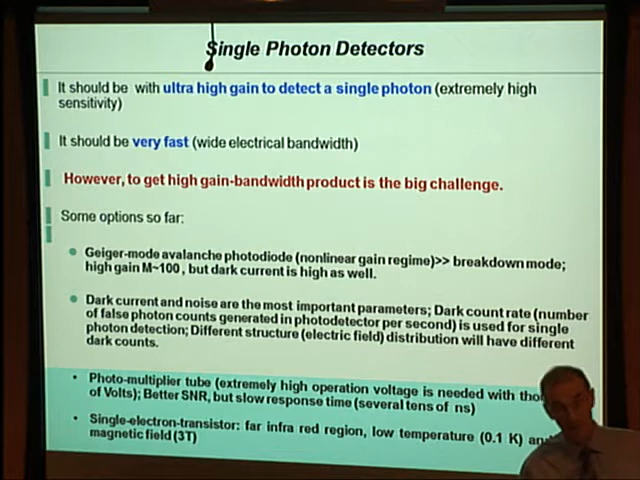 Single Photon Detectors
It should be with ultra high gain to detect a single photon (extremely high
sensitivity)
It should be very fast (wide electrical bandwidth)
However, to get high gain-bandwidth product is the big challenge.
Some options so far:
Geiger-mode avalanche photodiode (nonlinear gain regime)>> breakdown mode;
high gain M~100, but dark current is high as well.
Dark current and noise are the most important parameters; Dark count rate (number
of false photon counts generated in photodetector per second) is used for single
photon detection; Different structure (electric field) distribution will have different
dark counts.
Photo-multiplier tube (extremely high operation voltage is needed with
of Volts); Better SNR, but slow response time (several tens of ns)
Single-electron-transistor: far infra red region, low temperature (0.1 K)
magnetic field (3T)